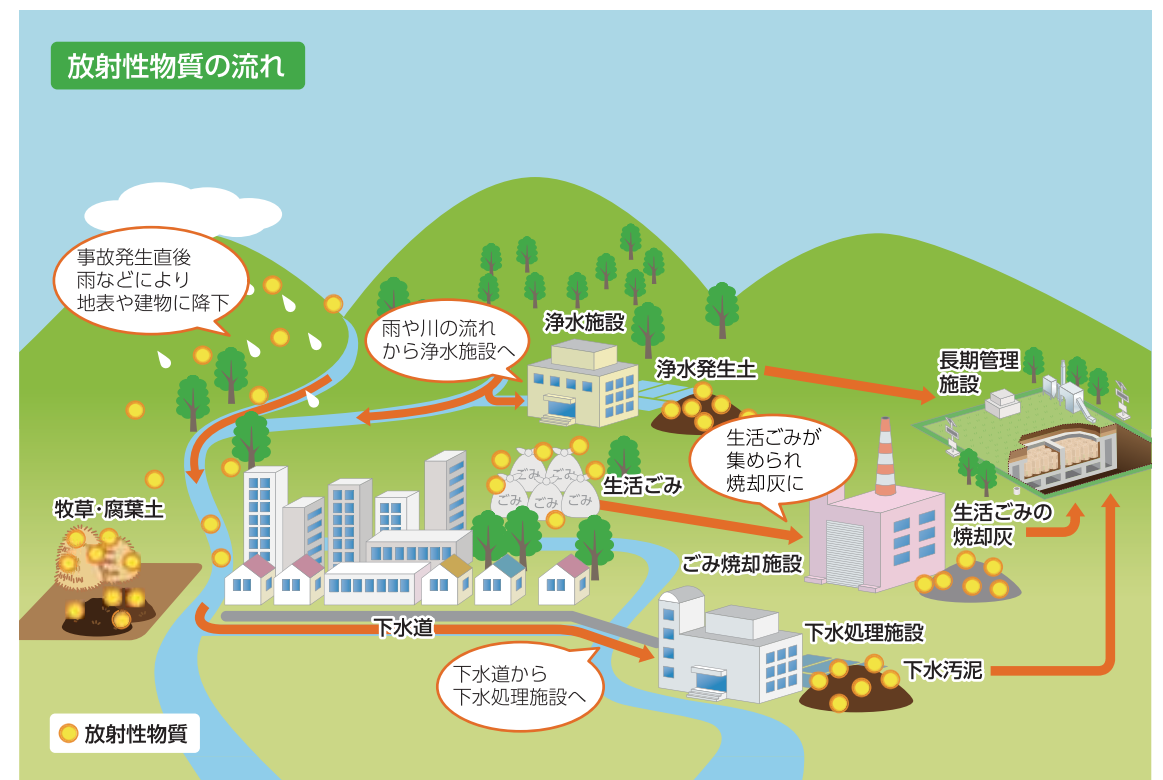 放射性物質の流れ
事故発生直後
雨などにより
地表や建物に降下
雨や川の流れ
から浄水施設へ
浄水施設
浄水発生土
長期管理
施設
生活ごみが
集められ
焼却灰に
ごみ
ごみ
ごみ
ごみ
ごみ
生活ごみ
牧草・腐葉土
生活ごみの
焼却灰
ごみ焼却施設
下水道
下水処理施設
下水汚泥
下水道から
下水処理施設へ
放射性物質